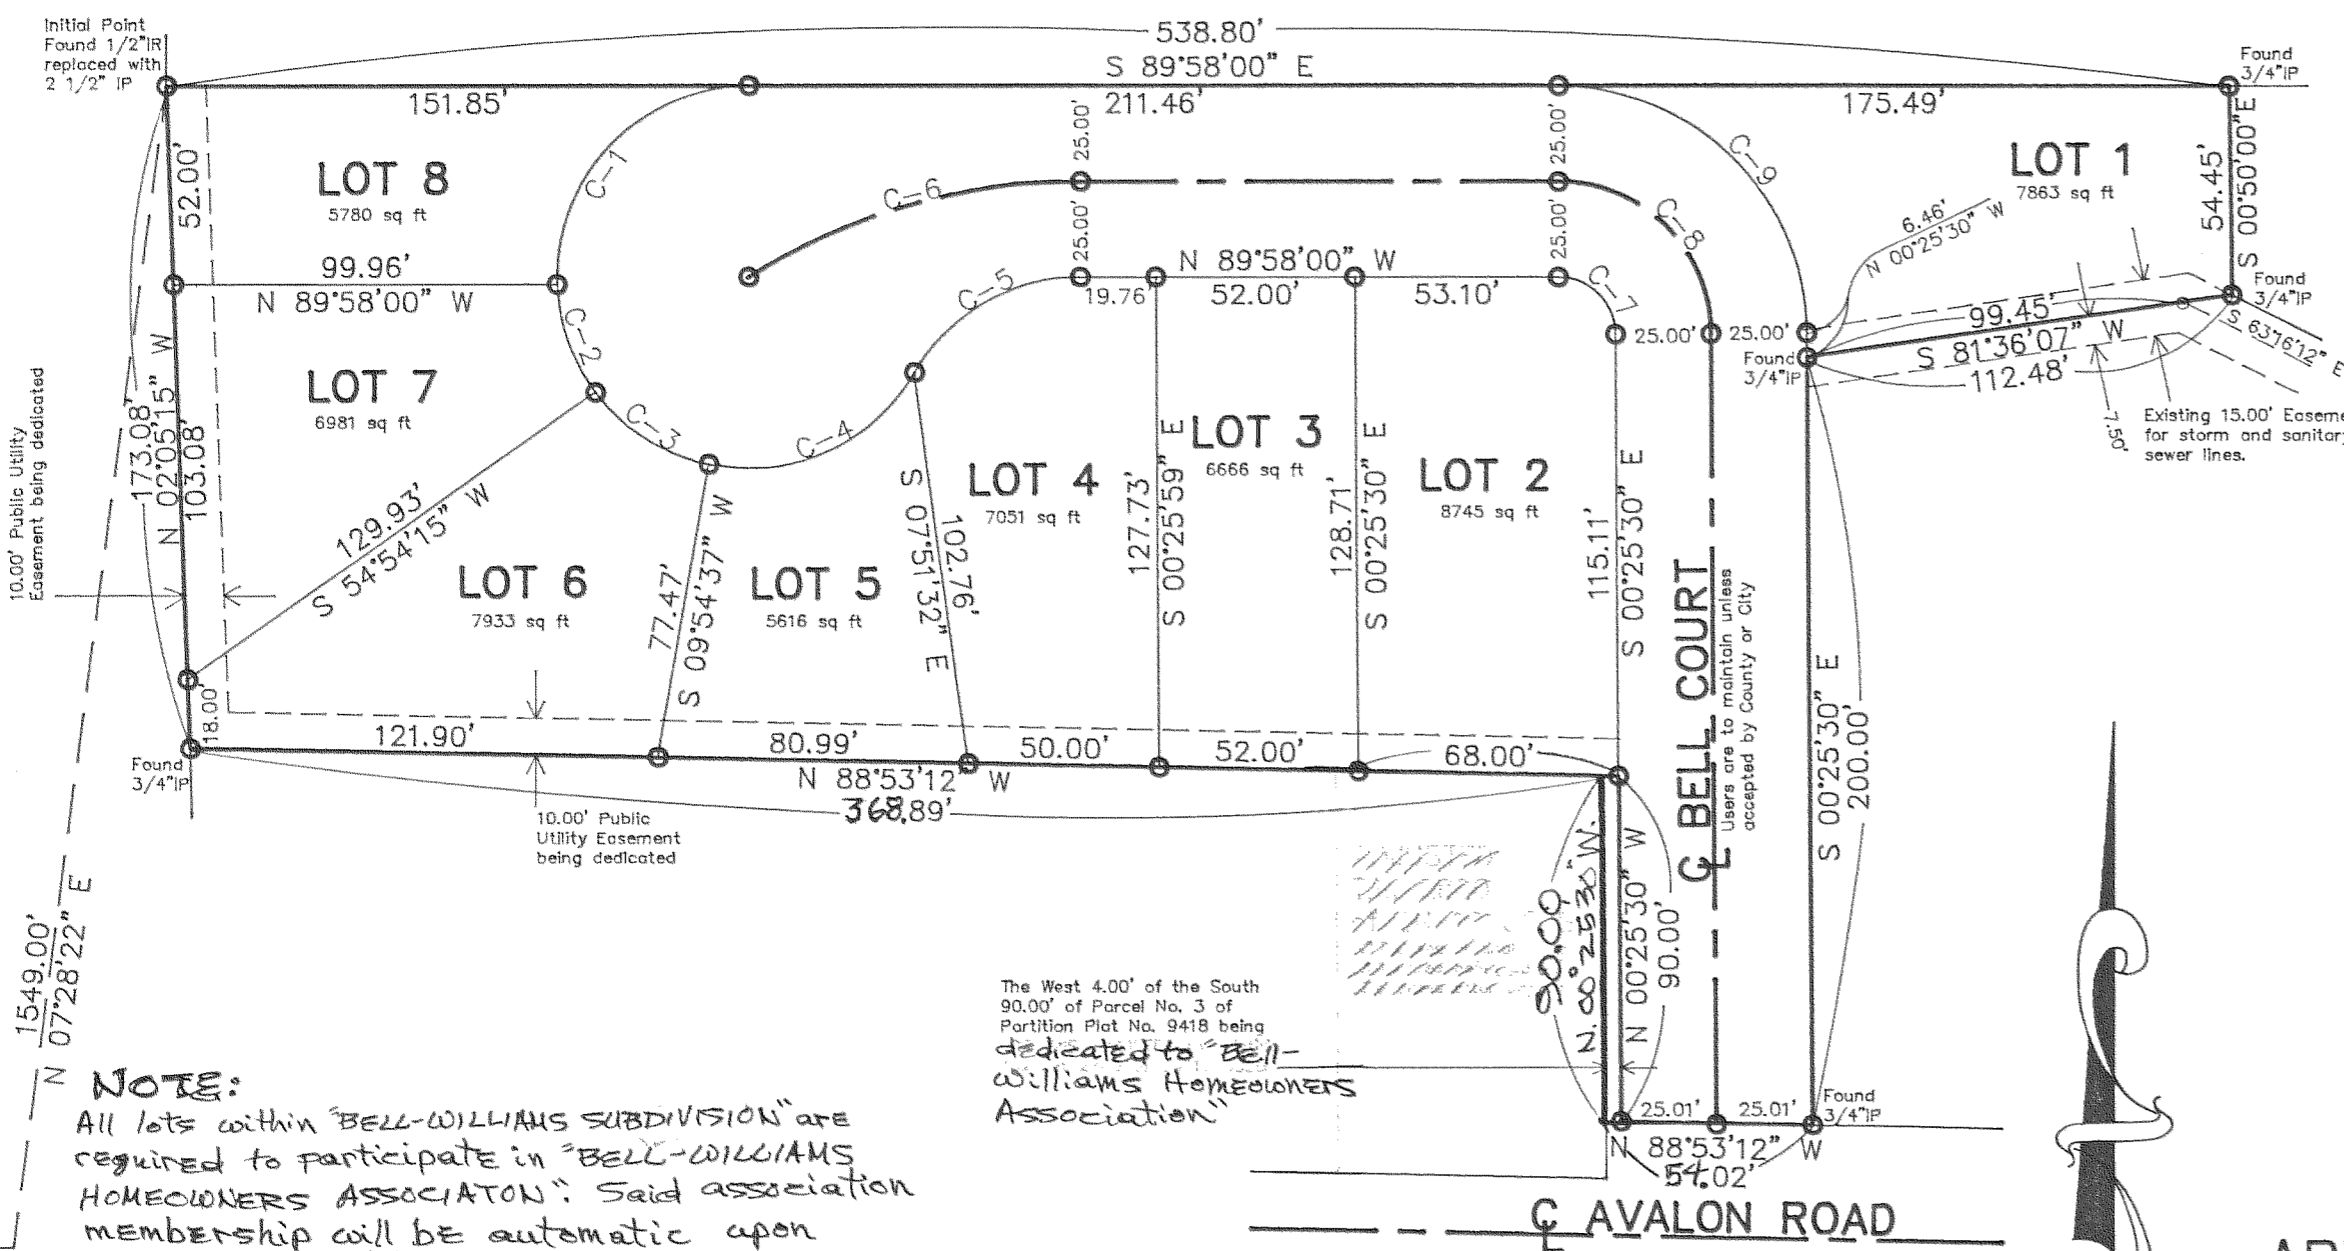 Initial Point
Found 1/2"IR
replaced with
2 1/2" IP
538.80'
S 89°58'00" E
Found
3/4"IP
151.85'
211.46'
175.49'
25.00'
25.00'
C-1
C-6
C-9
C-8
LOT 8
5780 sq ft
52.00'
LOT 1
7863 sq ft
54.45'
S 00°50'00" E
6.46'
N 00°25'30" W
25.00'
25.00'
N 89°58'00" W
99.96'
N 89°58'00" W
19.76'
52.00'
53.10'
C-5
C-7
25.00'
25.00'
Found
3/4"IP
99.45'
S 81°36'07" W
112.48'
Found
3/4"IP
S 63°16'12" E
7.50'
Existing 15.00' Easeme
for storm and sanitar
sewer lines.
C-2
C-3
C-4
LOT 7
6981 sq ft
10.00' Public Utility
Easement being dedicated
173.08'
N 02°05'15" W
103.08'
129.93'
S 54°54'15" W
LOT 6
7933 sq ft
77.47'
S 09°54'37" W
LOT 5
5616 sq ft
S 07°51'32" E
102.76'
LOT 4
7051 sq ft
127.73'
S 00°25'59" E
LOT 3
6666 sq ft
128.71'
S 00°25'30" E
LOT 2
8745 sq ft
115.11'
S 00°25'30" E
CL BELL COURT
Users are to maintain unless
accepted by County or City
S 00°25'30" E
200.00'
18.00'
Found
3/4"IP
121.90'
80.99'
50.00'
52.00'
68.00'
N 88°53'12 W
368.89'
10.00' Public
Utility Easement
being dedicated
1549.00'
N 07°28'22" E
90.00
N.00°25'30"W.
N 00°25'30" W
90.00'
The West 4.00' of the South
90.00' of Parcel No. 3 of
Partition Plat No. 9418 being
dedicated to "Bell-
Williams Homeowners
Association"
25.01'
25.01'
Found
3/4"IP
N 88°53'12" W
54.02'
CL AVALON ROAD
NOTE:
All lots within "BELL-WILLIAMS SUBDIVISION" are
required to participate in "BELL-WILLIAMS
HOMEOWNERS ASSOCIATON". Said association
membership will be automatic upon